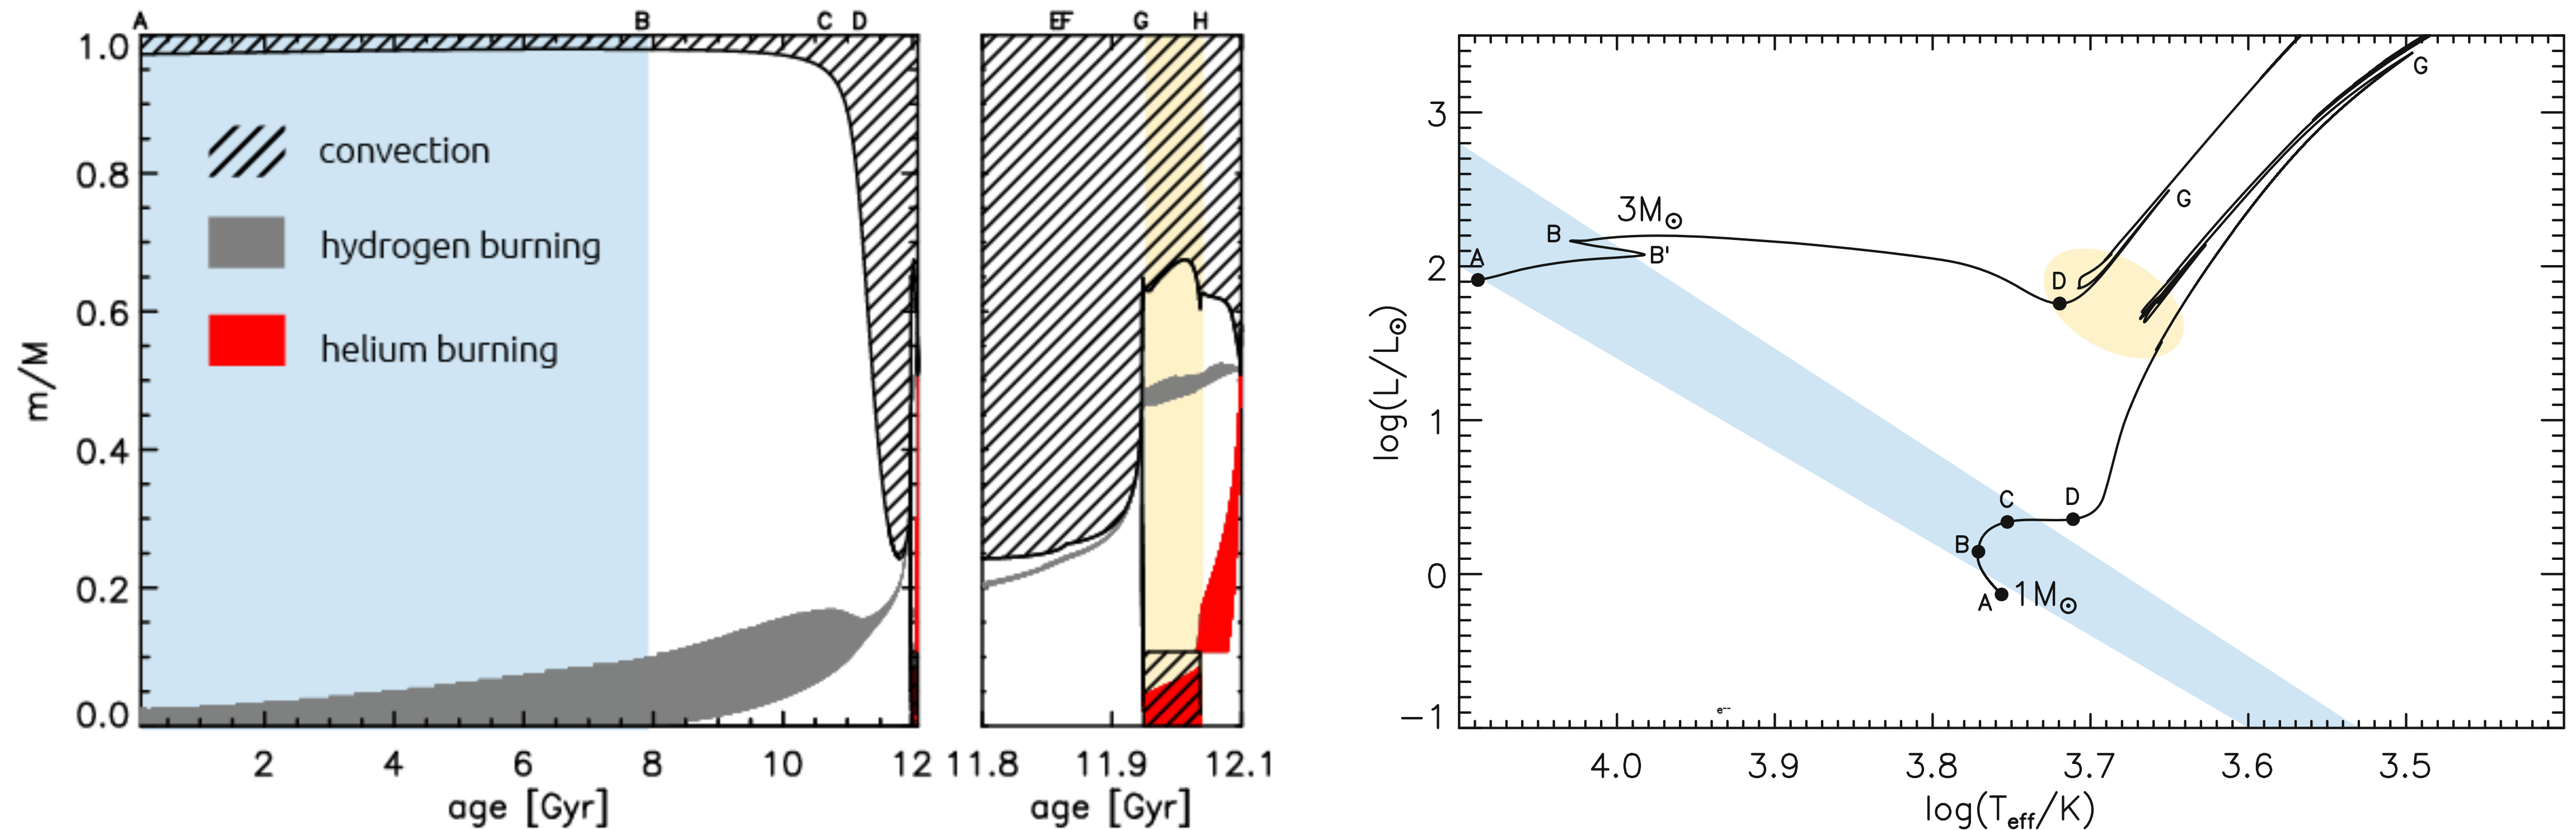 A B C D
1.0
0.8
0.6
0.4
0.2
0.0
m/M
convection
hydrogen burning
helium burning
2 4 6 8 10 12
age [Gyr]
EF G H
11.8 11.9 12.1
age [Gyr]
3
2
1
0
−1
log(L/L⊙)
3M⊙
A
B
B'
D
G
G
A
B
C
D
1M⊙
e--
4.0 3.9 3.8 3.7 3.6 3.5
log(Teff/K)